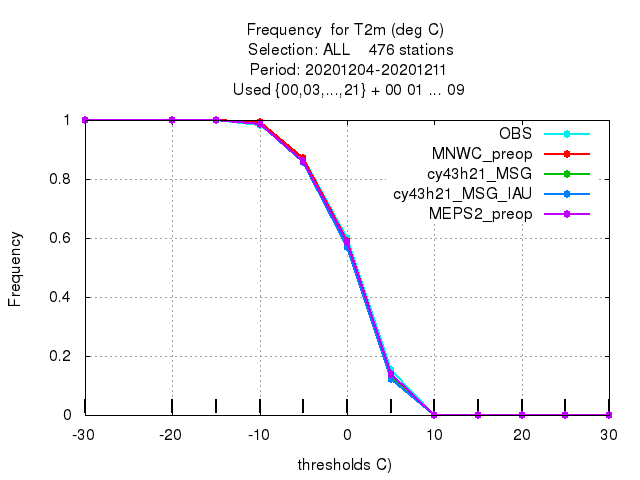 Frequency for T2m (deg C)
Selection: ALL 476 stations
Period: 20201204-20201211
Used {00,03,...,21} + 00 01 ... 09
OBS
MNWC_preop
cy43h21_MSG
cy43h21_MSG_IAU
MEPS2_preop
1
0.8
0.6
0.4
0.2
0
Frequency
-30 -20 -10 0 10 20 30
thresholds C)